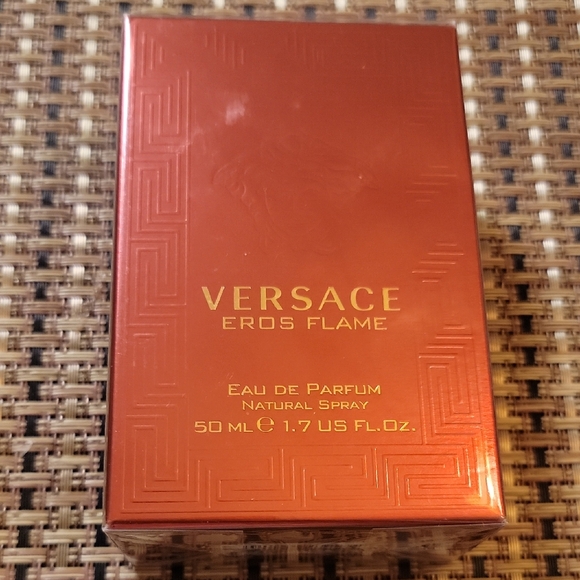 VERSACE
EROS FLAME
EAU DE PARFUM
NATURAL SPRAY
50 ML ℮ 1.7 US FL.OZ.